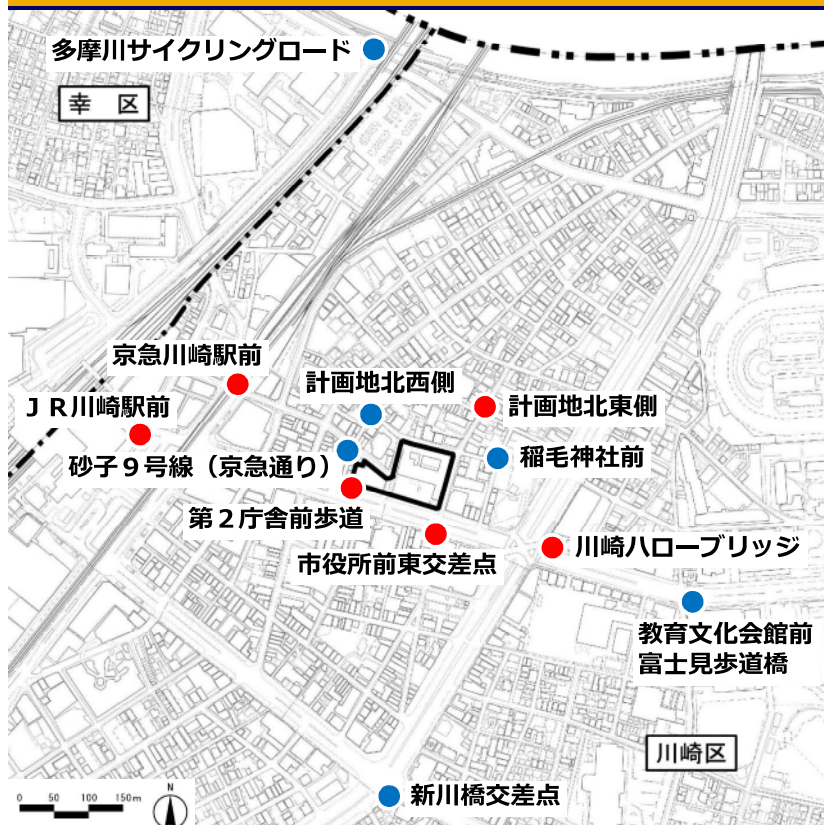 多摩川サイクリングロード
幸 区
京急川崎駅前
計画地北西側
ＪＲ川崎駅前
計画地北東側
砂子９号線（京急通り）
稲毛神社前
第２庁舎前歩道
川崎ハローブリッジ
市役所前東交差点
教育文化会館前
富士見歩道橋
川崎区
新川橋交差点
0 50 100 150m
N